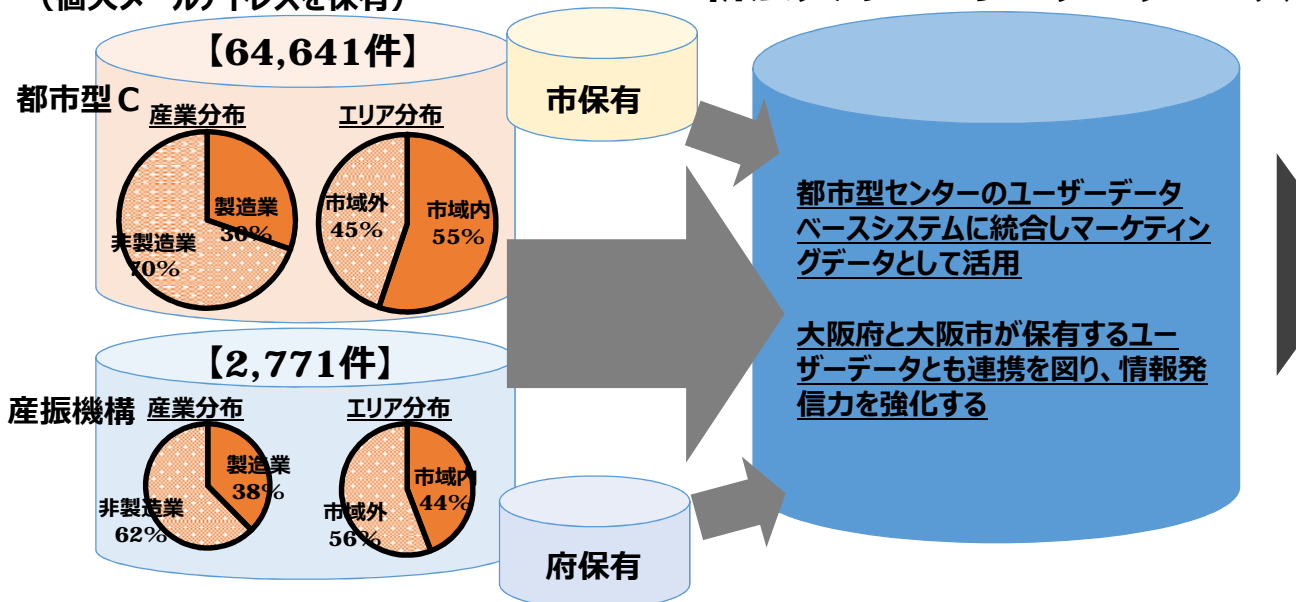 【64,641件】
都市型C
産業分布
エリア分布
製造業
30%
非製造業
70%
市域外
45%
市域内
55%
【2,771件】
産振機構
産業分布
エリア分布
製造業
38%
非製造業
62%
市域内
44%
市域外
56%
市保有
府保有
都市型センターのユーザーデータ
ベースシステムに統合しマーケティン
グデータとして活用
大阪府と大阪市が保有するユー
ザーデータとも連携を図り、情報発
信力を強化する